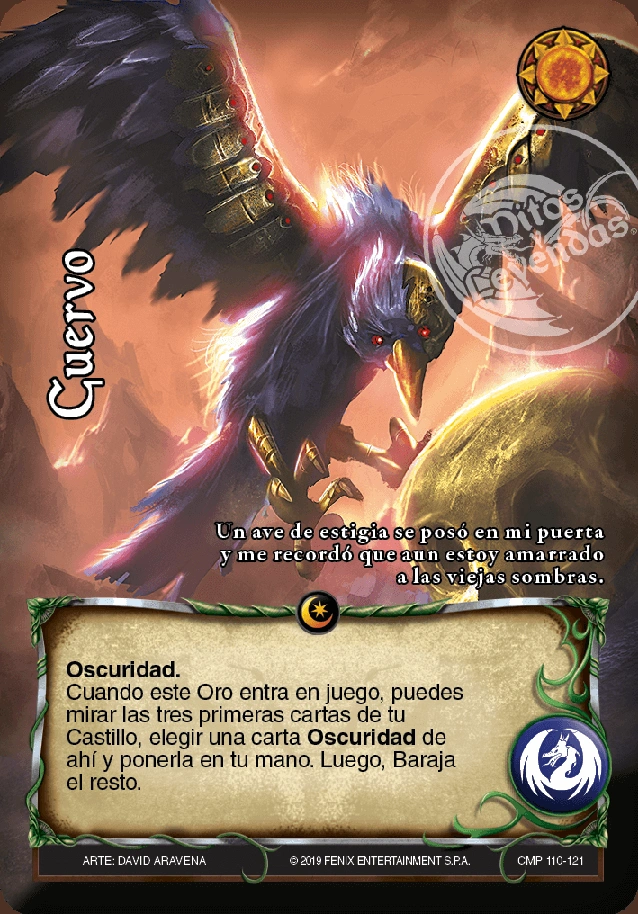 Mitos
Leyendas
®
Cuervo
Un ave de estigia se posó en mi puerta
y me recordó que aun estoy amarrado
a las viejas sombras.
Oscuridad.
Cuando este Oro entra en juego, puedes
mirar las tres primeras cartas de tu
Castillo, elegir una carta Oscuridad de
ahí y ponerla en tu mano. Luego, Baraja
el resto.
ARTE: DAVID ARAVENA
© 2019 FENIX ENTERTAINMENT S.P.A.
CMP 110-121